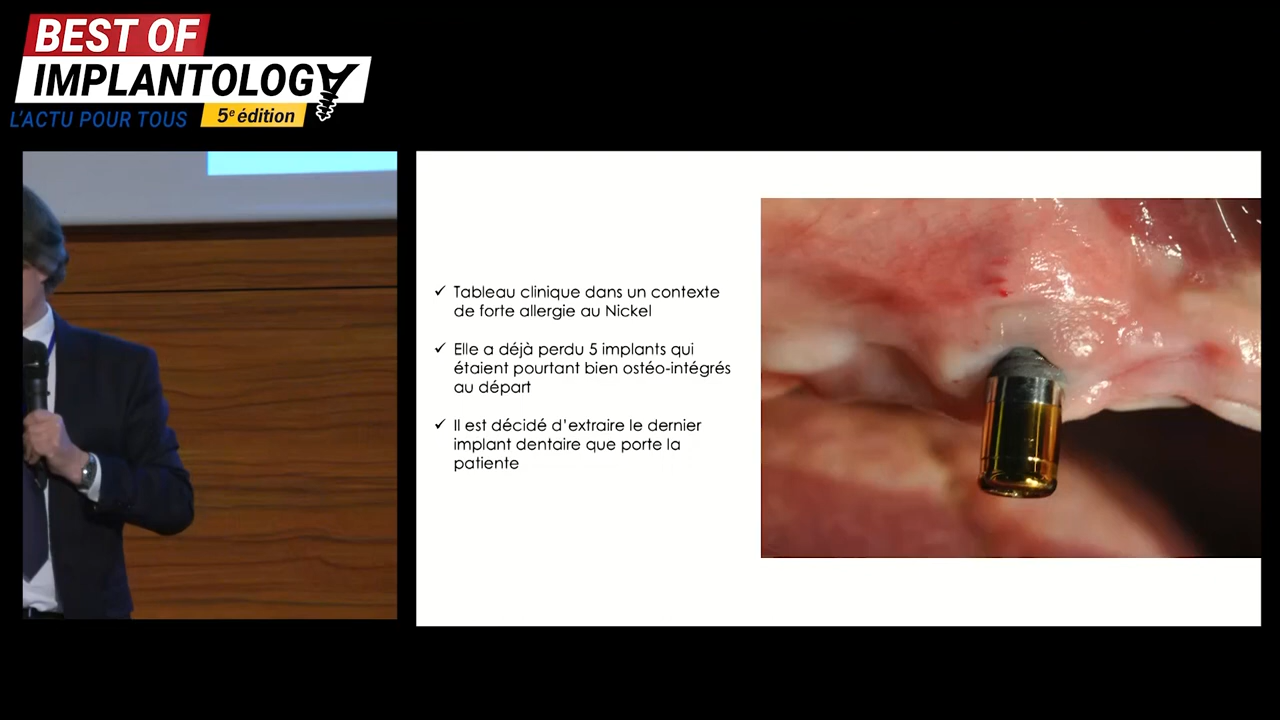 BEST OF
IMPLANTOLOGY
L'ACTU POUR TOUS
5e édition
✓ Tableau clinique dans un contexte
de forte allergie au Nickel
✓ Elle a déjà perdu 5 implants qui
étaient pourtant bien ostéo-intégrés
au départ
✓ Il est décidé d'extraire le dernier
implant dentaire que porte la
patiente